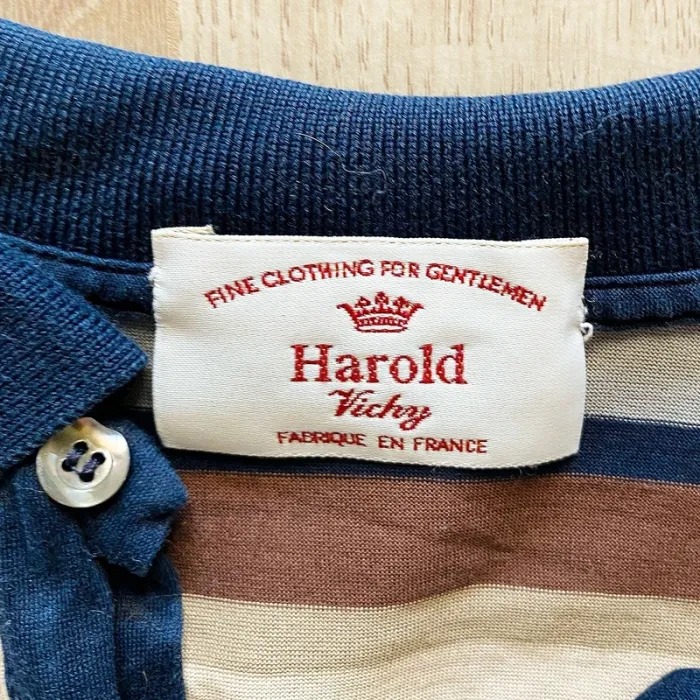 FINE CLOTHING FOR GENTLEMEN
Harold
Vichy
FABRIQUE EN FRANCE